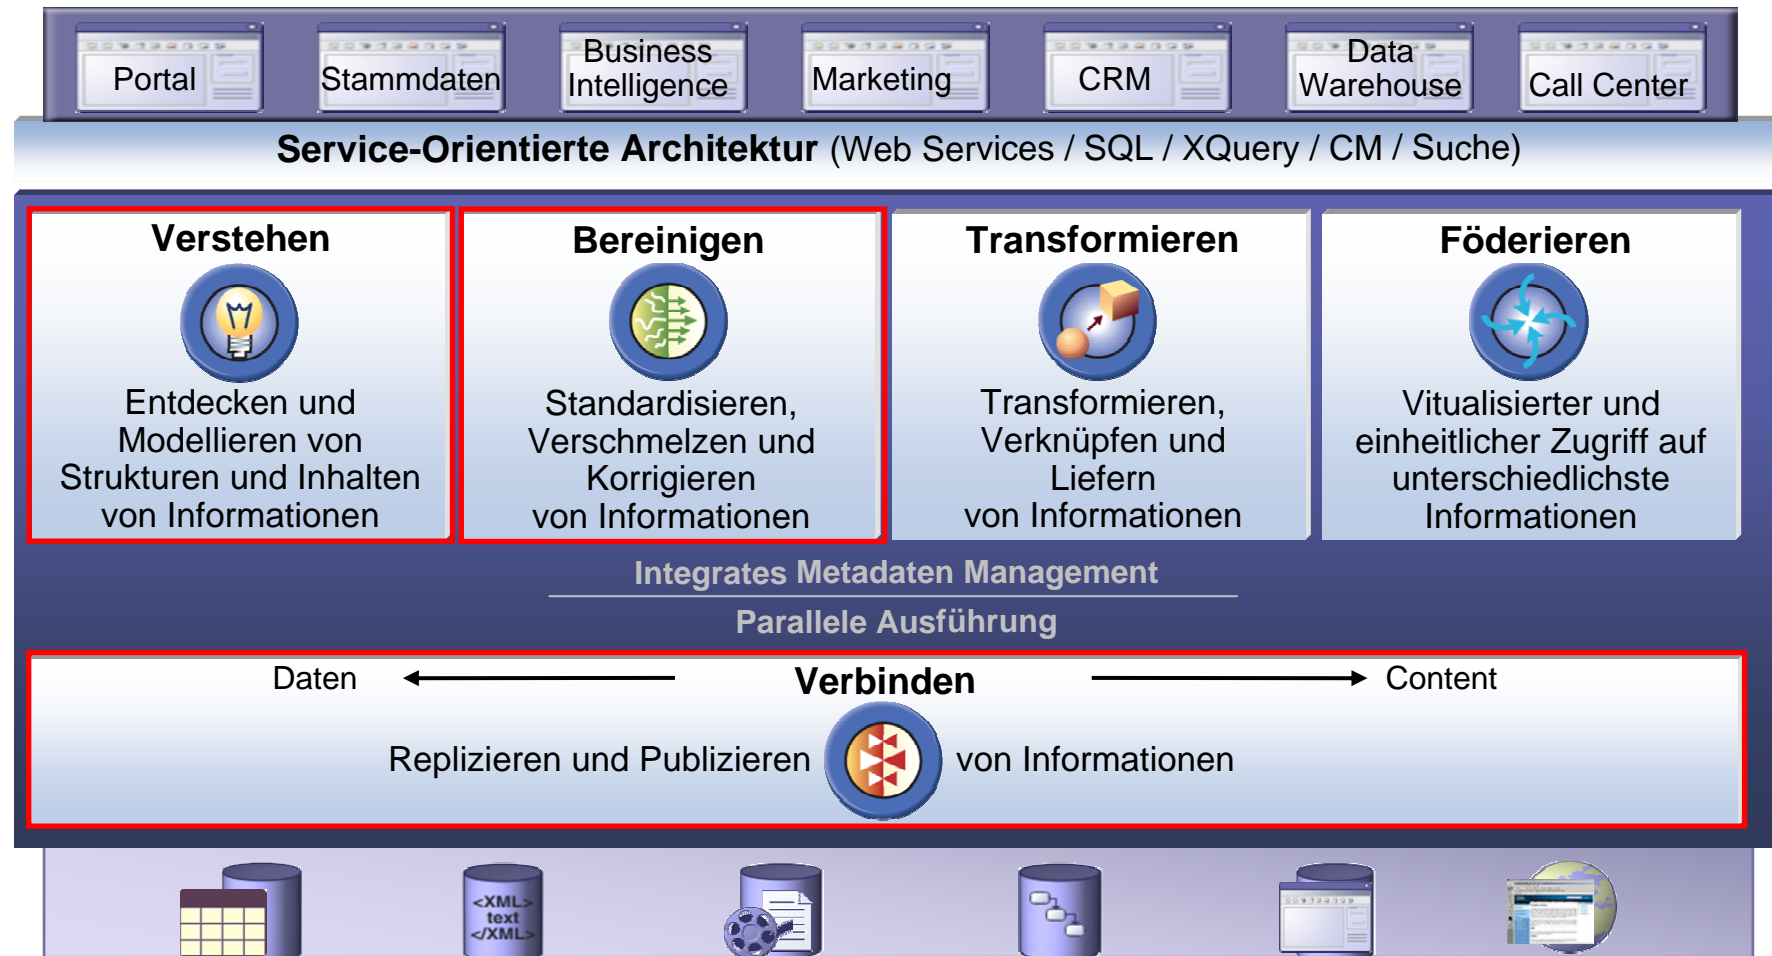 Portal
Stammdaten
Business
Intelligence
Marketing
CRM
Data
Warehouse
Call Center
Service-Orientierte Architektur (Web Services / SQL / XQuery / CM / Suche)
Verstehen
Entdecken und
Modellieren von
Strukturen und Inhalten
von Informationen
Bereinigen
Standardisieren,
Verschmelzen und
Korrigieren
von Informationen
Transformieren
Transformieren,
Verknüpfen und
Liefern
von Informationen
Föderieren
Vitualisierter und
einheitlicher Zugriff auf
unterschiedlichste
Informationen
Integrates Metadaten Management
Parallele Ausführung
Daten
Verbinden
Content
Replizieren und Publizieren
von Informationen
<XML>
text
</XML>